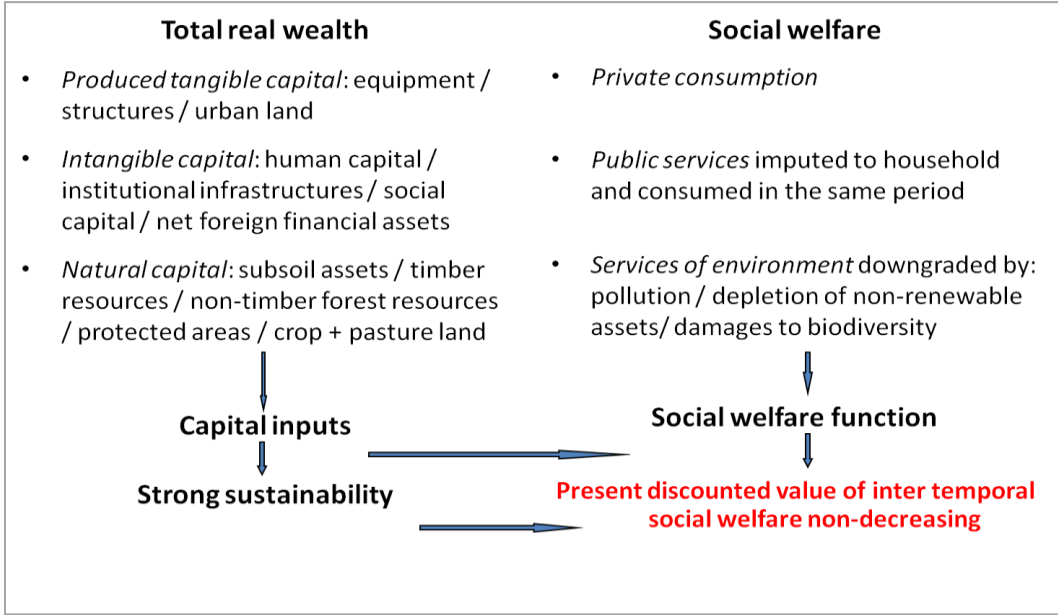 Total real wealth
• Produced tangible capital: equipment /
structures / urban land
• Intangible capital: human capital /
institutional infrastructures / social
capital / net foreign financial assets
• Natural capital: subsoil assets / timber
resources / non-timber forest resources
/ protected areas / crop + pasture land
Capital inputs
Strong sustainability
Social welfare
• Private consumption
• Public services imputed to household
and consumed in the same period
• Services of environment downgraded by:
pollution / depletion of non-renewable
assets/ damages to biodiversity
Social welfare function
Present discounted value of inter temporal
social welfare non-decreasing